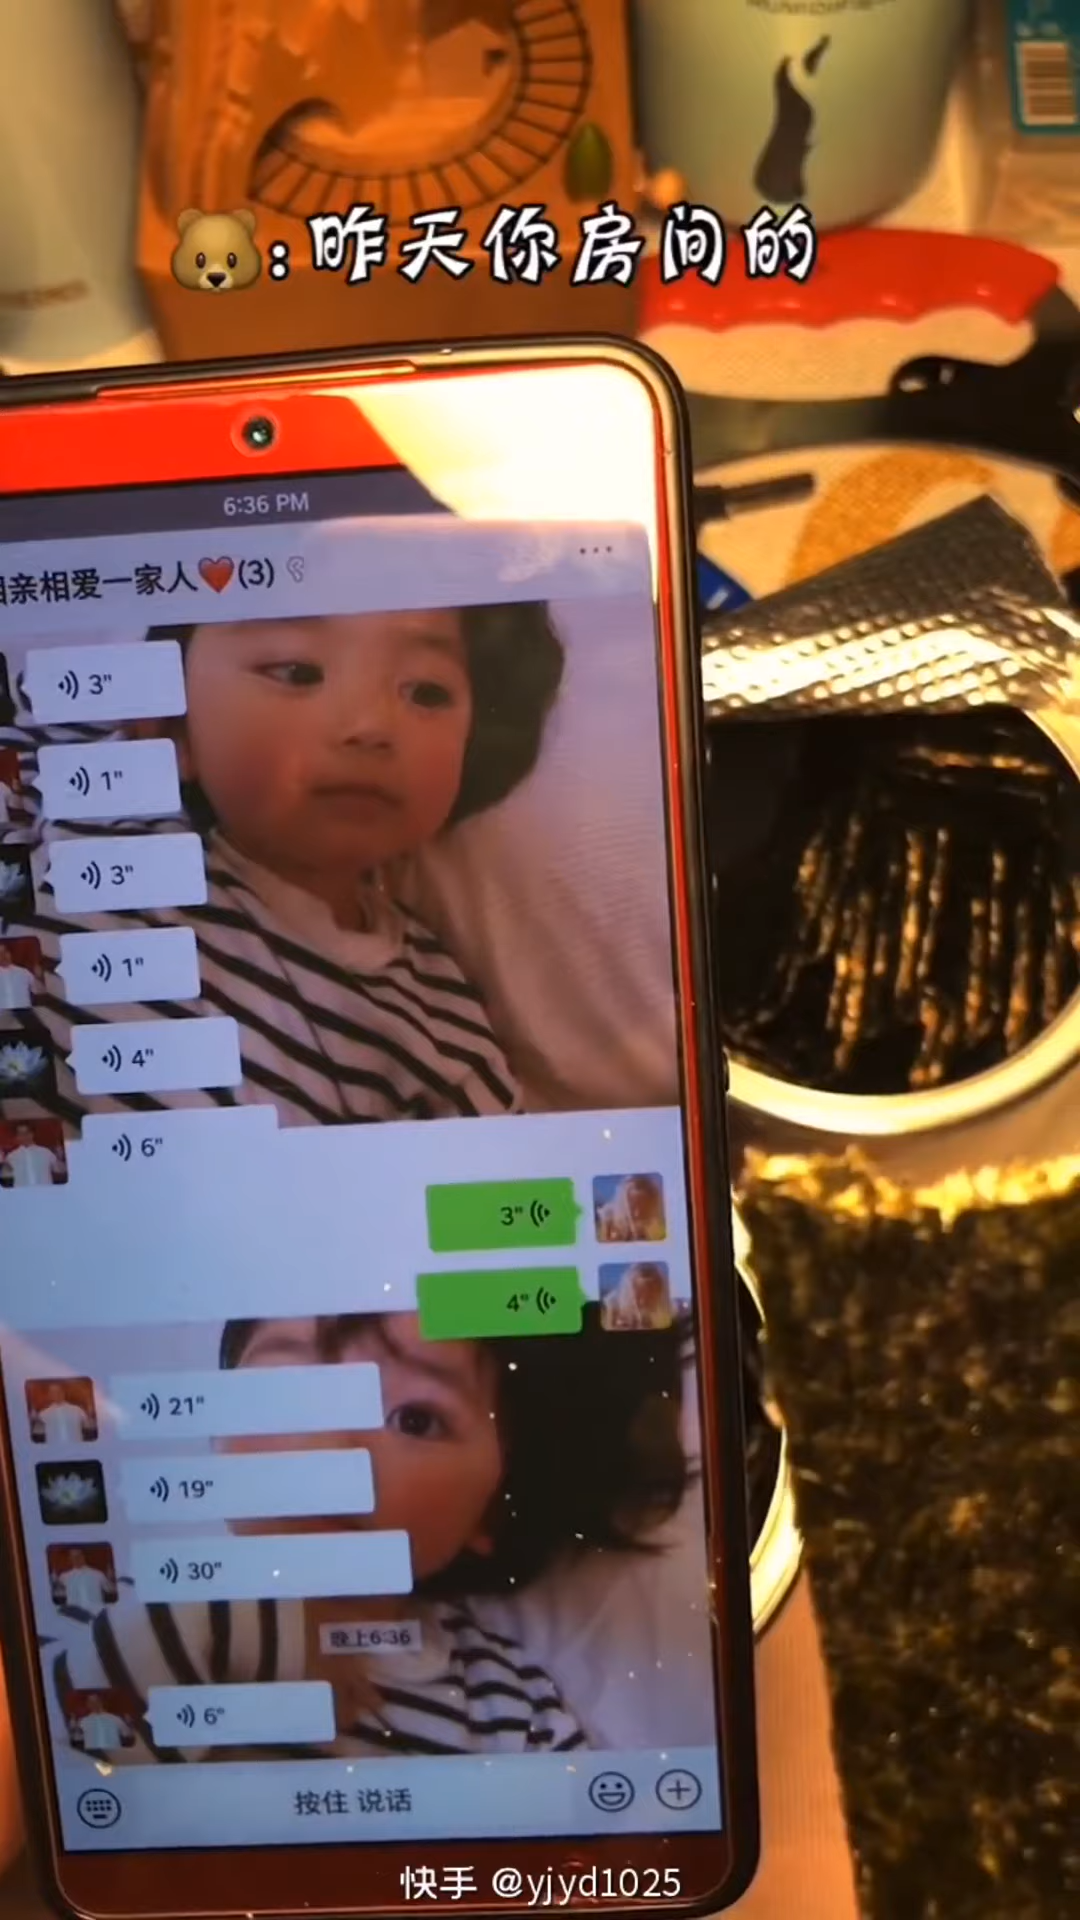 🐻:昨天你房间的
6:36 PM
相亲相爱一家人❤️(3)
3"
1"
3"
1"
4"
6"
3"
4"
21"
19"
30"
晚上6:36
6"
按住 说话
快手 @yjyd1025